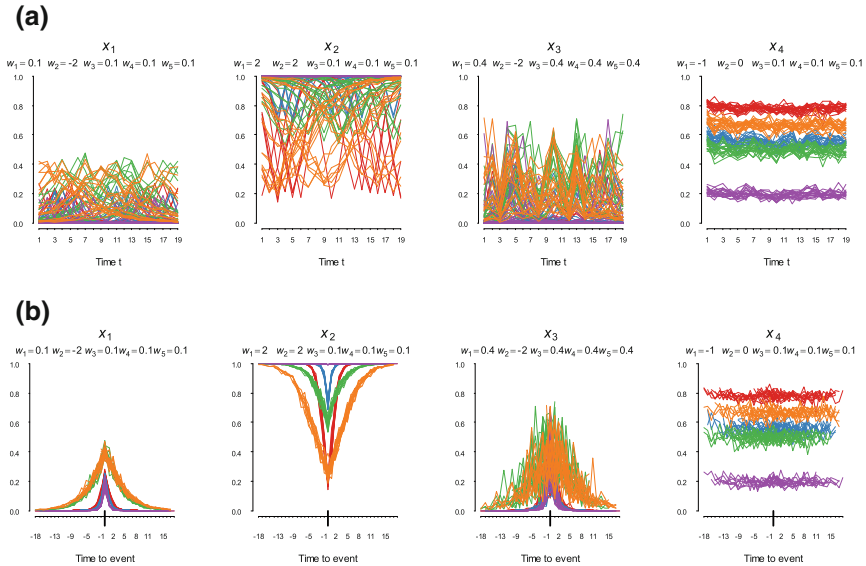 (a)
x1 x2 x3 x4
w1 = 0.1 w2 = -2 w3 = 0.1 w4 = 0.1 w5 = 0.1 w1 = 2 w2 = 2 w3 = 0.1 w4 = 0.1 w5 = 0.1 w1 = 0.4 w2 = -2 w3 = 0.4 w4 = 0.4 w5 = 0.4 w1 = -1 w2 = 0 w3 = 0.1 w4 = 0.1 w5 = 0.1
1.0 1.0 1.0 1.0
0.8 0.8 0.8 0.8
0.6 0.6 0.6 0.6
0.4 0.4 0.4 0.4
0.2 0.2 0.2 0.2
0.0 0.0 0.0 0.0
1 3 5 7 9 11 13 15 17 19 1 3 5 7 9 11 13 15 17 19 1 3 5 7 9 11 13 15 17 19 1 3 5 7 9 11 13 15 17 19
Time t Time t Time t Time t
(b)
x1 x2 x3 x4
w1 = 0.1 w2 = -2 w3 = 0.1 w4 = 0.1 w5 = 0.1 w1 = 2 w2 = 2 w3 = 0.1 w4 = 0.1 w5 = 0.1 w1 = 0.4 w2 = -2 w3 = 0.4 w4 = 0.4 w5 = 0.4 w1 = -1 w2 = 0 w3 = 0.1 w4 = 0.1 w5 = 0.1
1.0 1.0 1.0 1.0
0.8 0.8 0.8 0.8
0.6 0.6 0.6 0.6
0.4 0.4 0.4 0.4
0.2 0.2 0.2 0.2
0.0 0.0 0.0 0.0
-18 -13 -9 -5 -1 2 5 8 11 15 -18 -13 -9 -5 -1 2 5 8 11 15 -18 -13 -9 -5 -1 2 5 8 11 15 -18 -13 -9 -5 -1 2 5 8 11 15
Time to event Time to event Time to event Time to event